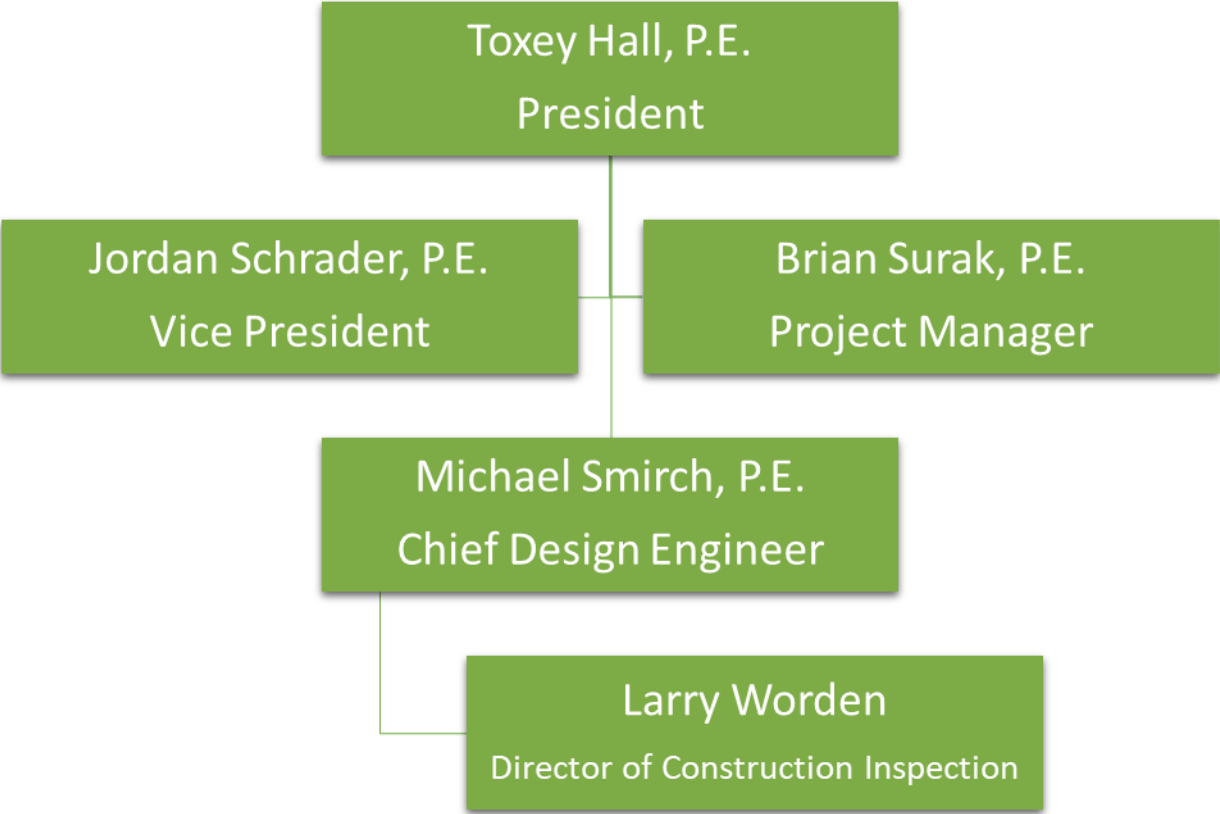 Toxey Hall, P.E.
President
Jordan Schrader, P.E.
Vice President
Brian Surak, P.E.
Project Manager
Michael Smirch, P.E.
Chief Design Engineer
Larry Worden
Director of Construction Inspection